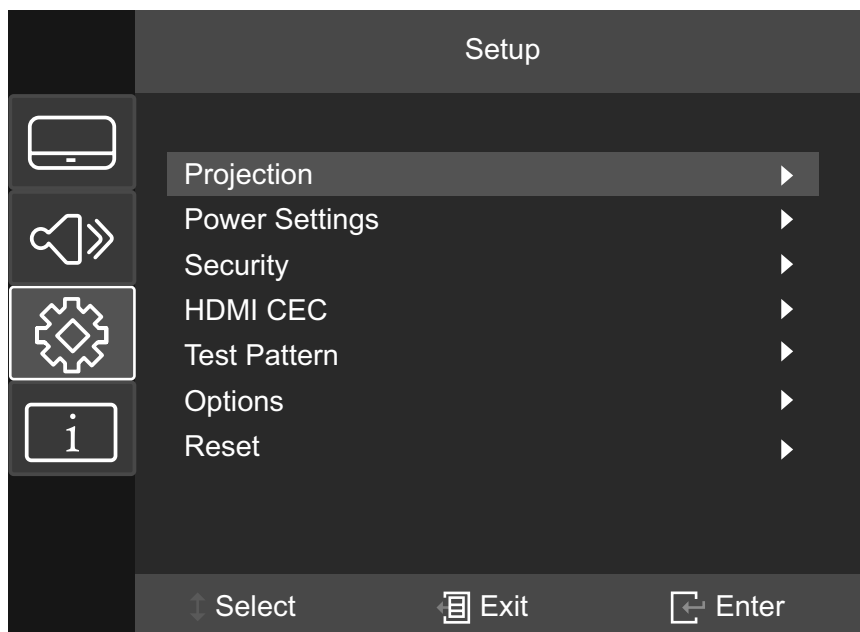 Setup
Projection
Power Settings
Security
HDMI CEC
Test Pattern
Options
i
Reset
Select Exit Enter